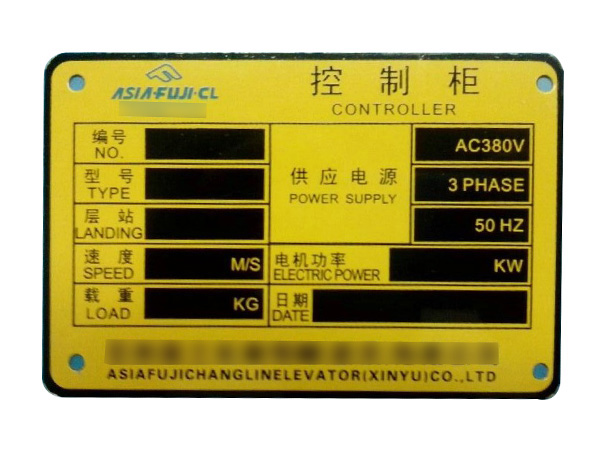 ASIA·FUJI·CL
控制柜
CONTROLLER
编号
NO.
型号
TYPE
层站
LANDING
速度
SPEED
M/S
载重
LOAD
KG
供应电源
POWER SUPPLY
AC380V
3 PHASE
50 HZ
电机功率
ELECTRIC POWER
KW
日期
DATE
ASIAFUJICHANGLINELEVATOR(XINYU)CO.,LTD